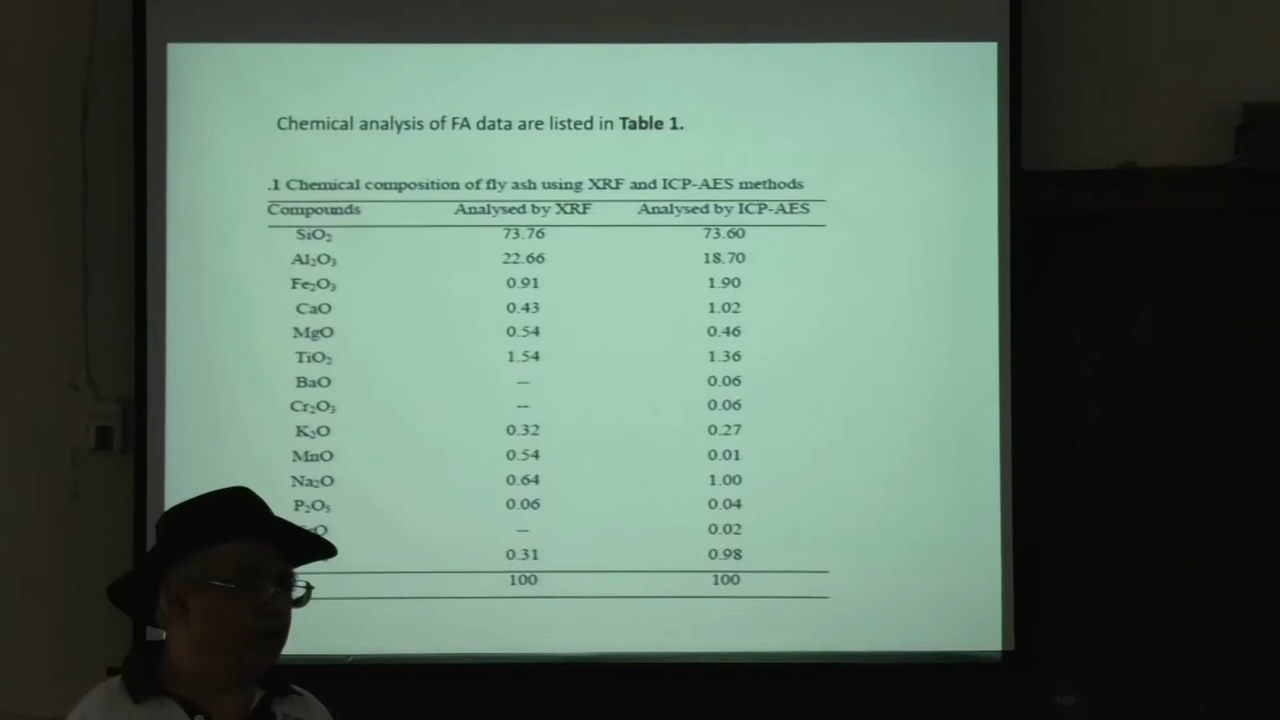 Chemical analysis of FA data are listed in Table 1.
.1 Chemical composition of fly ash using XRF and ICP-AES methods
Compounds Analysed by XRF Analysed by ICP-AES
SiO₂ 73.76 73.60
Al₂O₃ 22.66 18.70
Fe₂O₃ 0.91 1.90
CaO 0.43 1.02
MgO 0.54 0.46
TiO₂ 1.54 1.36
BaO -- 0.06
Cr₂O₃ -- 0.06
K₂O 0.32 0.27
MnO 0.54 0.01
Na₂O 0.64 1.00
P₂O₅ 0.06 0.04
-- 0.02
0.31 0.98
100 100